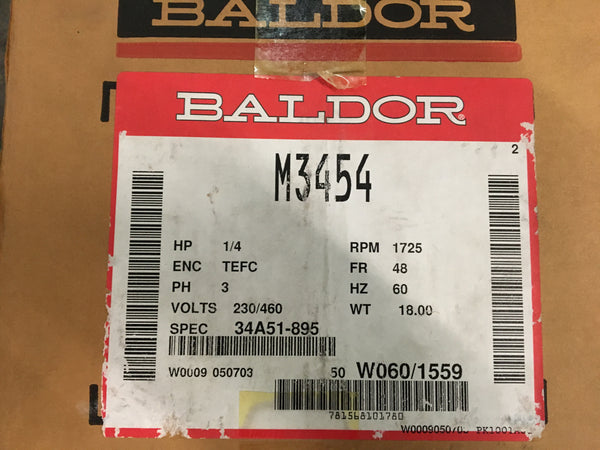 BALDOR
BALDOR
2
M3454
HP 1/4 RPM 1725
ENC TEFC FR 48
PH 3 HZ 60
VOLTS 230/460 WT 18.00
SPEC 34A51-895
W0009 050703 50 W060/1559
781568101780